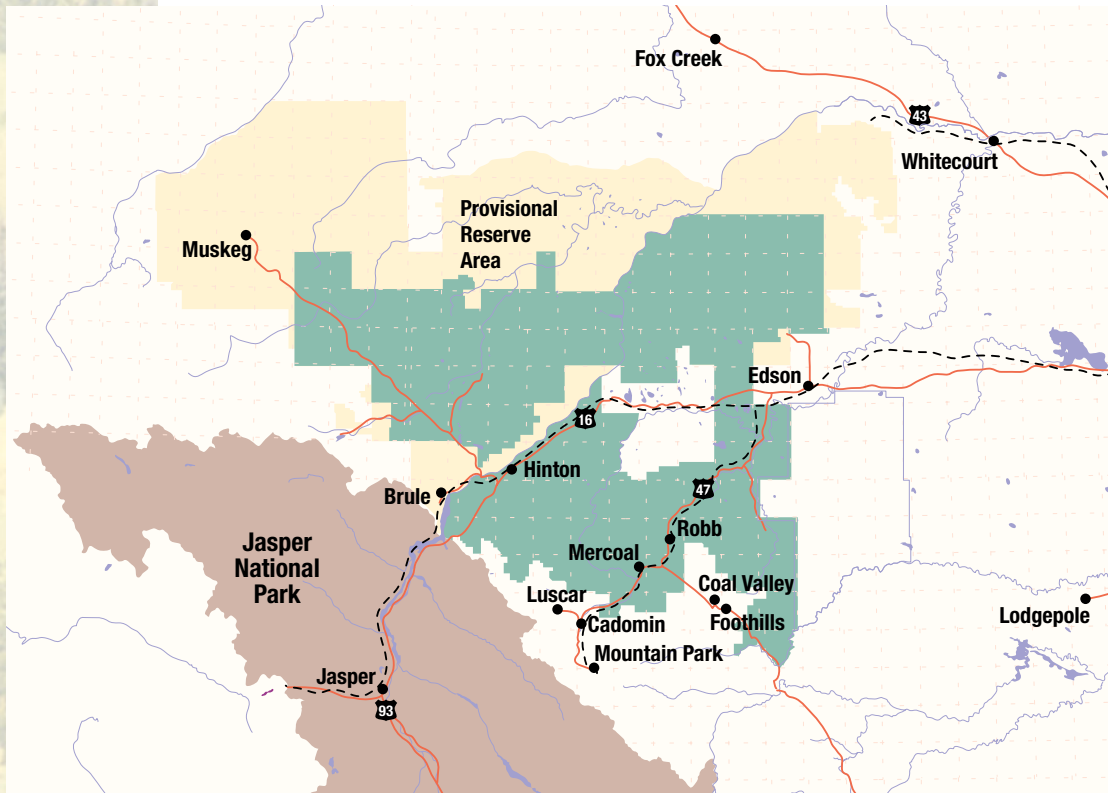 Fox Creek
43
Whitecourt
Provisional
Reserve
Area
Muskeg
Edson
16
Hinton
Brule
47
Robb
Jasper
National
Park
Mercoal
Coal Valley
Luscar
Foothills
Lodgepole
Cadomin
Mountain Park
Jasper
93